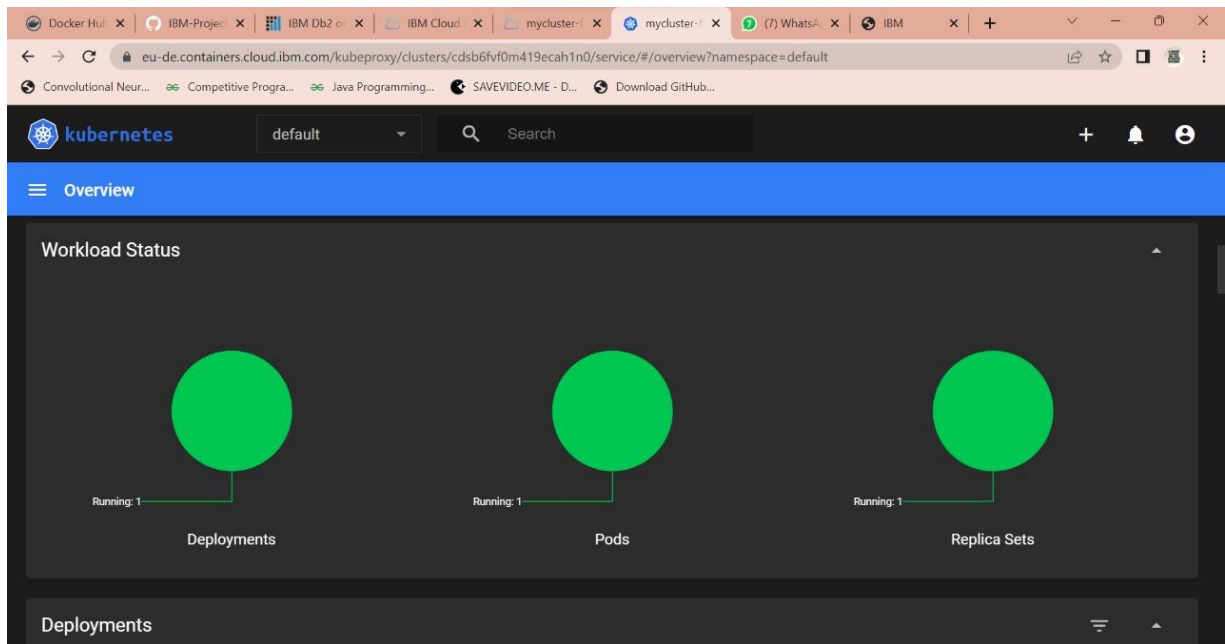 Docker Hub
IBM-Project
IBM Db2 o
IBM Cloud
mycluster-f
mycluster-f
(7) WhatsA
IBM
eu-de.containers.cloud.ibm.com/kubeproxy/clusters/cdsb6fvf0m419ecah1n0/service/#/overview?namespace=default
Convolutional Neur...
Competitive Progra...
Java Programming...
SAVEVIDEO.ME - D...
Download GitHub...
kubernetes
default
Search
Overview
Workload Status
Running: 1
Running: 1
Running: 1
Deployments
Pods
Replica Sets
Deployments